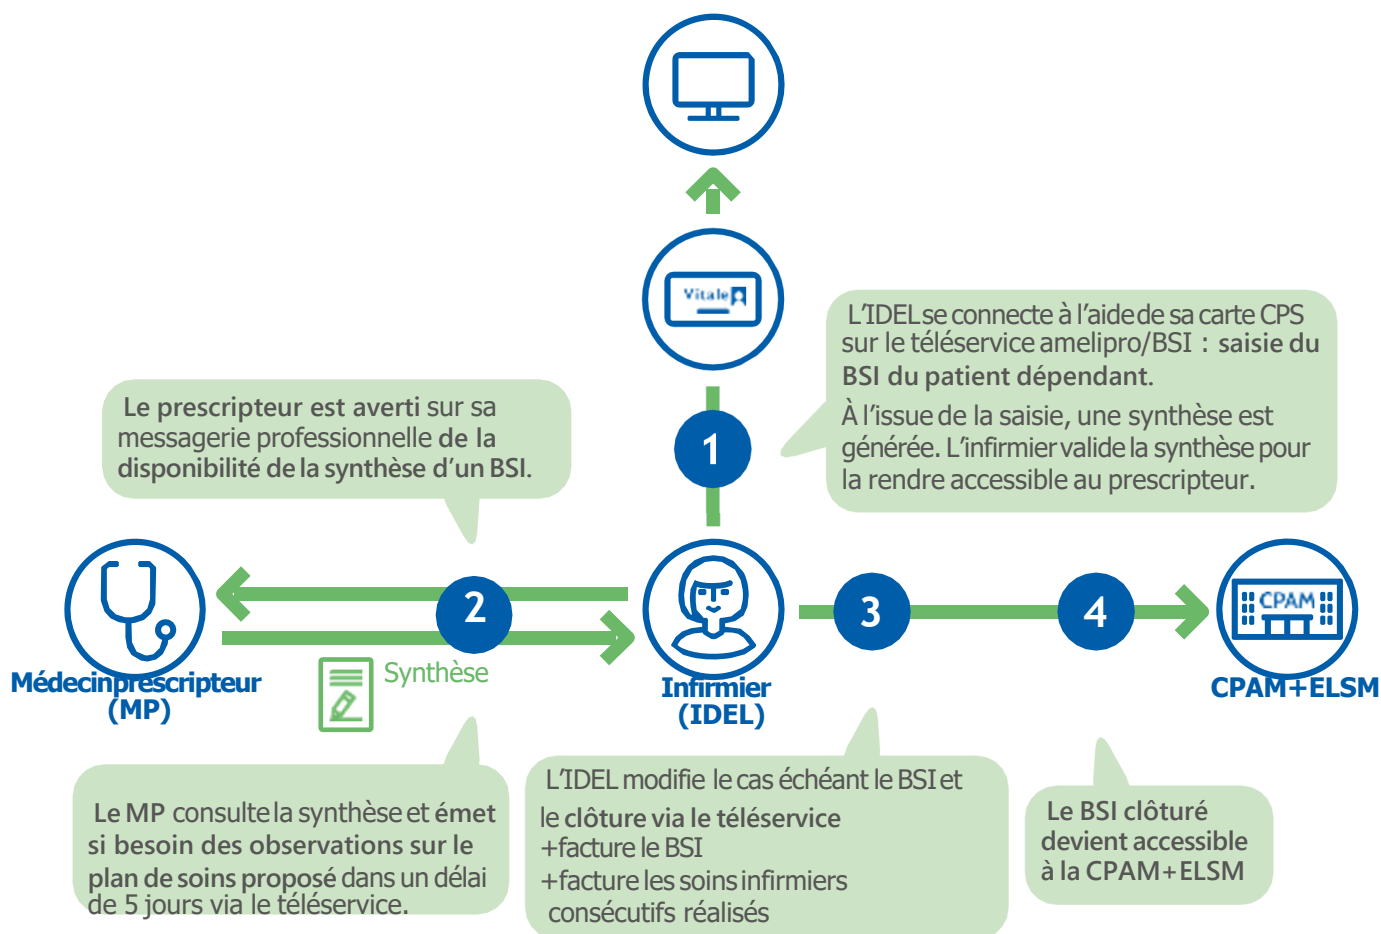 Vitale
L'IDEL se connecte à l'aide de sa carte CPS
sur le téléservice amelipro/BSI : saisie du
BSI du patient dépendant.
À l'issue de la saisie, une synthèse est
générée. L'infirmier valide la synthèse pour
la rendre accessible au prescripteur.
1
Le prescripteur est averti sur sa
messagerie professionnelle de la
disponibilité de la synthèse d'un BSI.
2
3
4
CPAM
Synthèse
Médecinprescripteur
(MP)
Infirmier
(IDEL)
CPAM+ELSM
Le MP consulte la synthèse et émet
si besoin des observations sur le
plan de soins proposé dans un délai
de 5 jours via le téléservice.
L'IDEL modifie le cas échéant le BSI et
le clôture via le téléservice
+facture le BSI
+facture les soins infirmiers
consécutifs réalisés
Le BSI clôturé
devient accessible
à la CPAM+ELSM